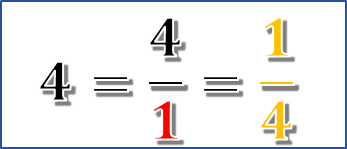 4 = 4/1 = 1/4